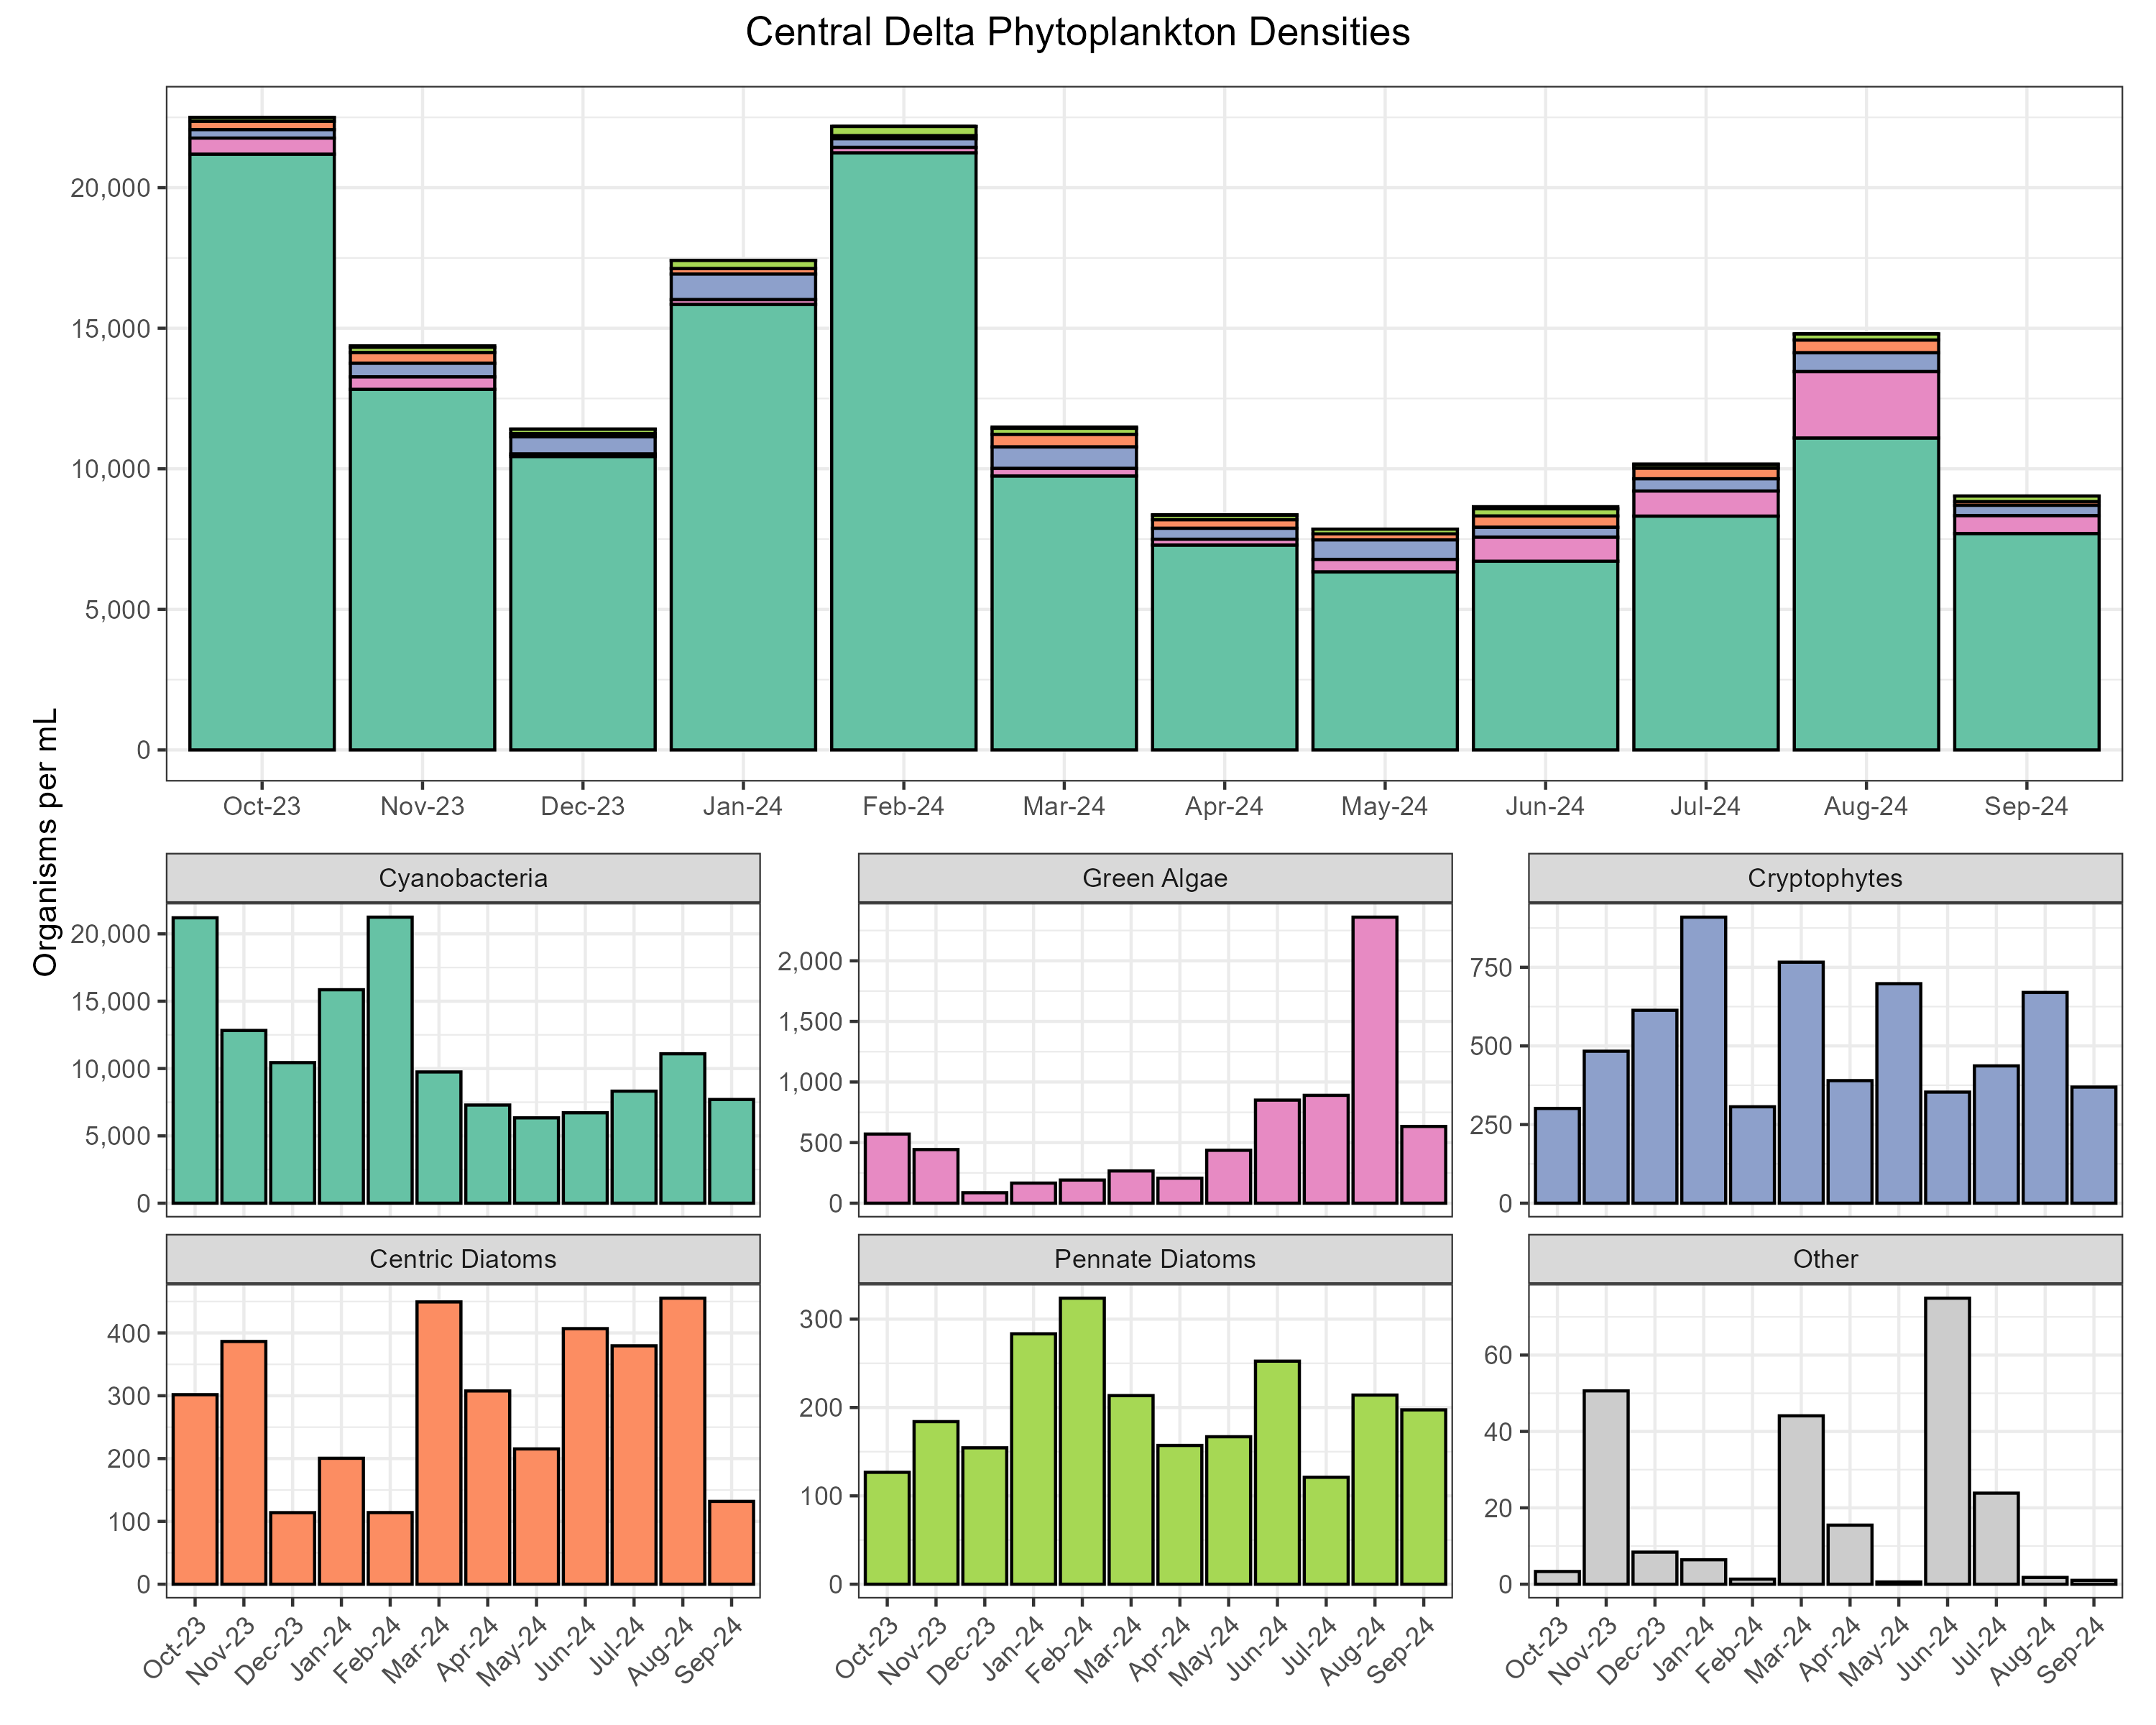 Central Delta Phytoplankton Densities
Organisms per mL
20,000
15,000
10,000
5,000
0
Oct-23 Nov-23 Dec-23 Jan-24 Feb-24 Mar-24 Apr-24 May-24 Jun-24 Jul-24 Aug-24 Sep-24
Cyanobacteria
20,000
15,000
10,000
5,000
0
Green Algae
2,000
1,500
1,000
500
0
Cryptophytes
750
500
250
0
Centric Diatoms
400
300
200
100
0
Oct-23 Nov-23 Dec-23 Jan-24 Feb-24 Mar-24 Apr-24 May-24 Jun-24 Jul-24 Aug-24 Sep-24
Pennate Diatoms
300
200
100
0
Oct-23 Nov-23 Dec-23 Jan-24 Feb-24 Mar-24 Apr-24 May-24 Jun-24 Jul-24 Aug-24 Sep-24
Other
60
40
20
0
Oct-23 Nov-23 Dec-23 Jan-24 Feb-24 Mar-24 Apr-24 May-24 Jun-24 Jul-24 Aug-24 Sep-24